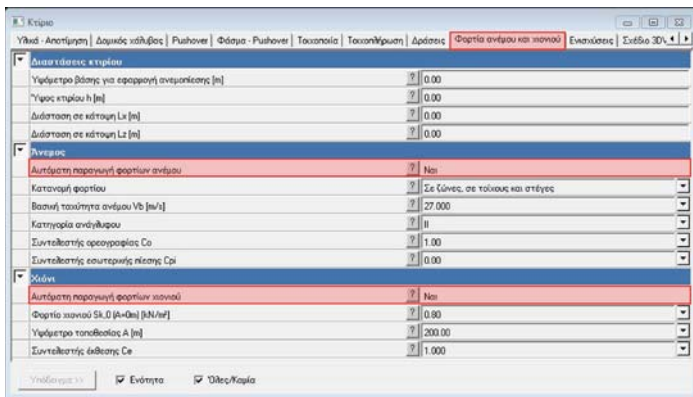 Κτίριο
Υλικά - Αποτίμηση Δομικός χάλυβας Pushover Φάσμα - Pushover Τοιχοποιία Τοιχοπλήρωση Δράσεις Φορτία ανέμου και χιονιού Ενισχύσεις Σχέδιο 3D\
Διαστάσεις κτιρίου
Υψόμετρο βάσης για εφαρμογή ανεμοπίεσης [m] ? 0.00
Ύψος κτιρίου h [m] ? 0.00
Διάσταση σε κάτοψη Lx [m] ? 0.00
Διάσταση σε κάτοψη Lz [m] ? 0.00
Άνεμος
Αυτόματη παραγωγή φορτίων ανέμου ? Ναι
Κατανομή φορτίου ? Σε ζώνες, σε τοίχους και στέγες
Βασική ταχύτητα ανέμου Vb [m/s] ? 27.000
Κατηγορία ανάγλυφου ? II
Συντελεστής ορεογραφίας Co ? 1.00
Συντελεστής εσωτερικής πίεσης Cpi ? 0.00
Χιόνι
Αυτόματη παραγωγή φορτίων χιονιού ? Ναι
Φορτίο χιονιού Sk,0 (A=0m) [kN/m²] ? 0.80
Υψόμετρο τοποθεσίας A [m] ? 200.00
Συντελεστής έκθεσης Ce ? 1.000
Υπόδειγμα >> Ενότητα Όλες/Καμία